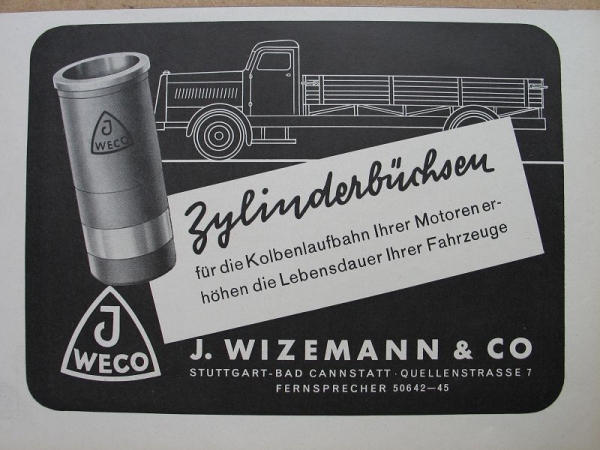 J
WECO
Zylinderbüchsen
für die Kolbenlaufbahn Ihrer Motoren er-
höhen die Lebensdauer Ihrer Fahrzeuge
J
WECO
J. WIZEMANN & CO
STUTTGART-BAD CANNSTATT · QUELLENSTRASSE 7
FERNSPRECHER 50642—45